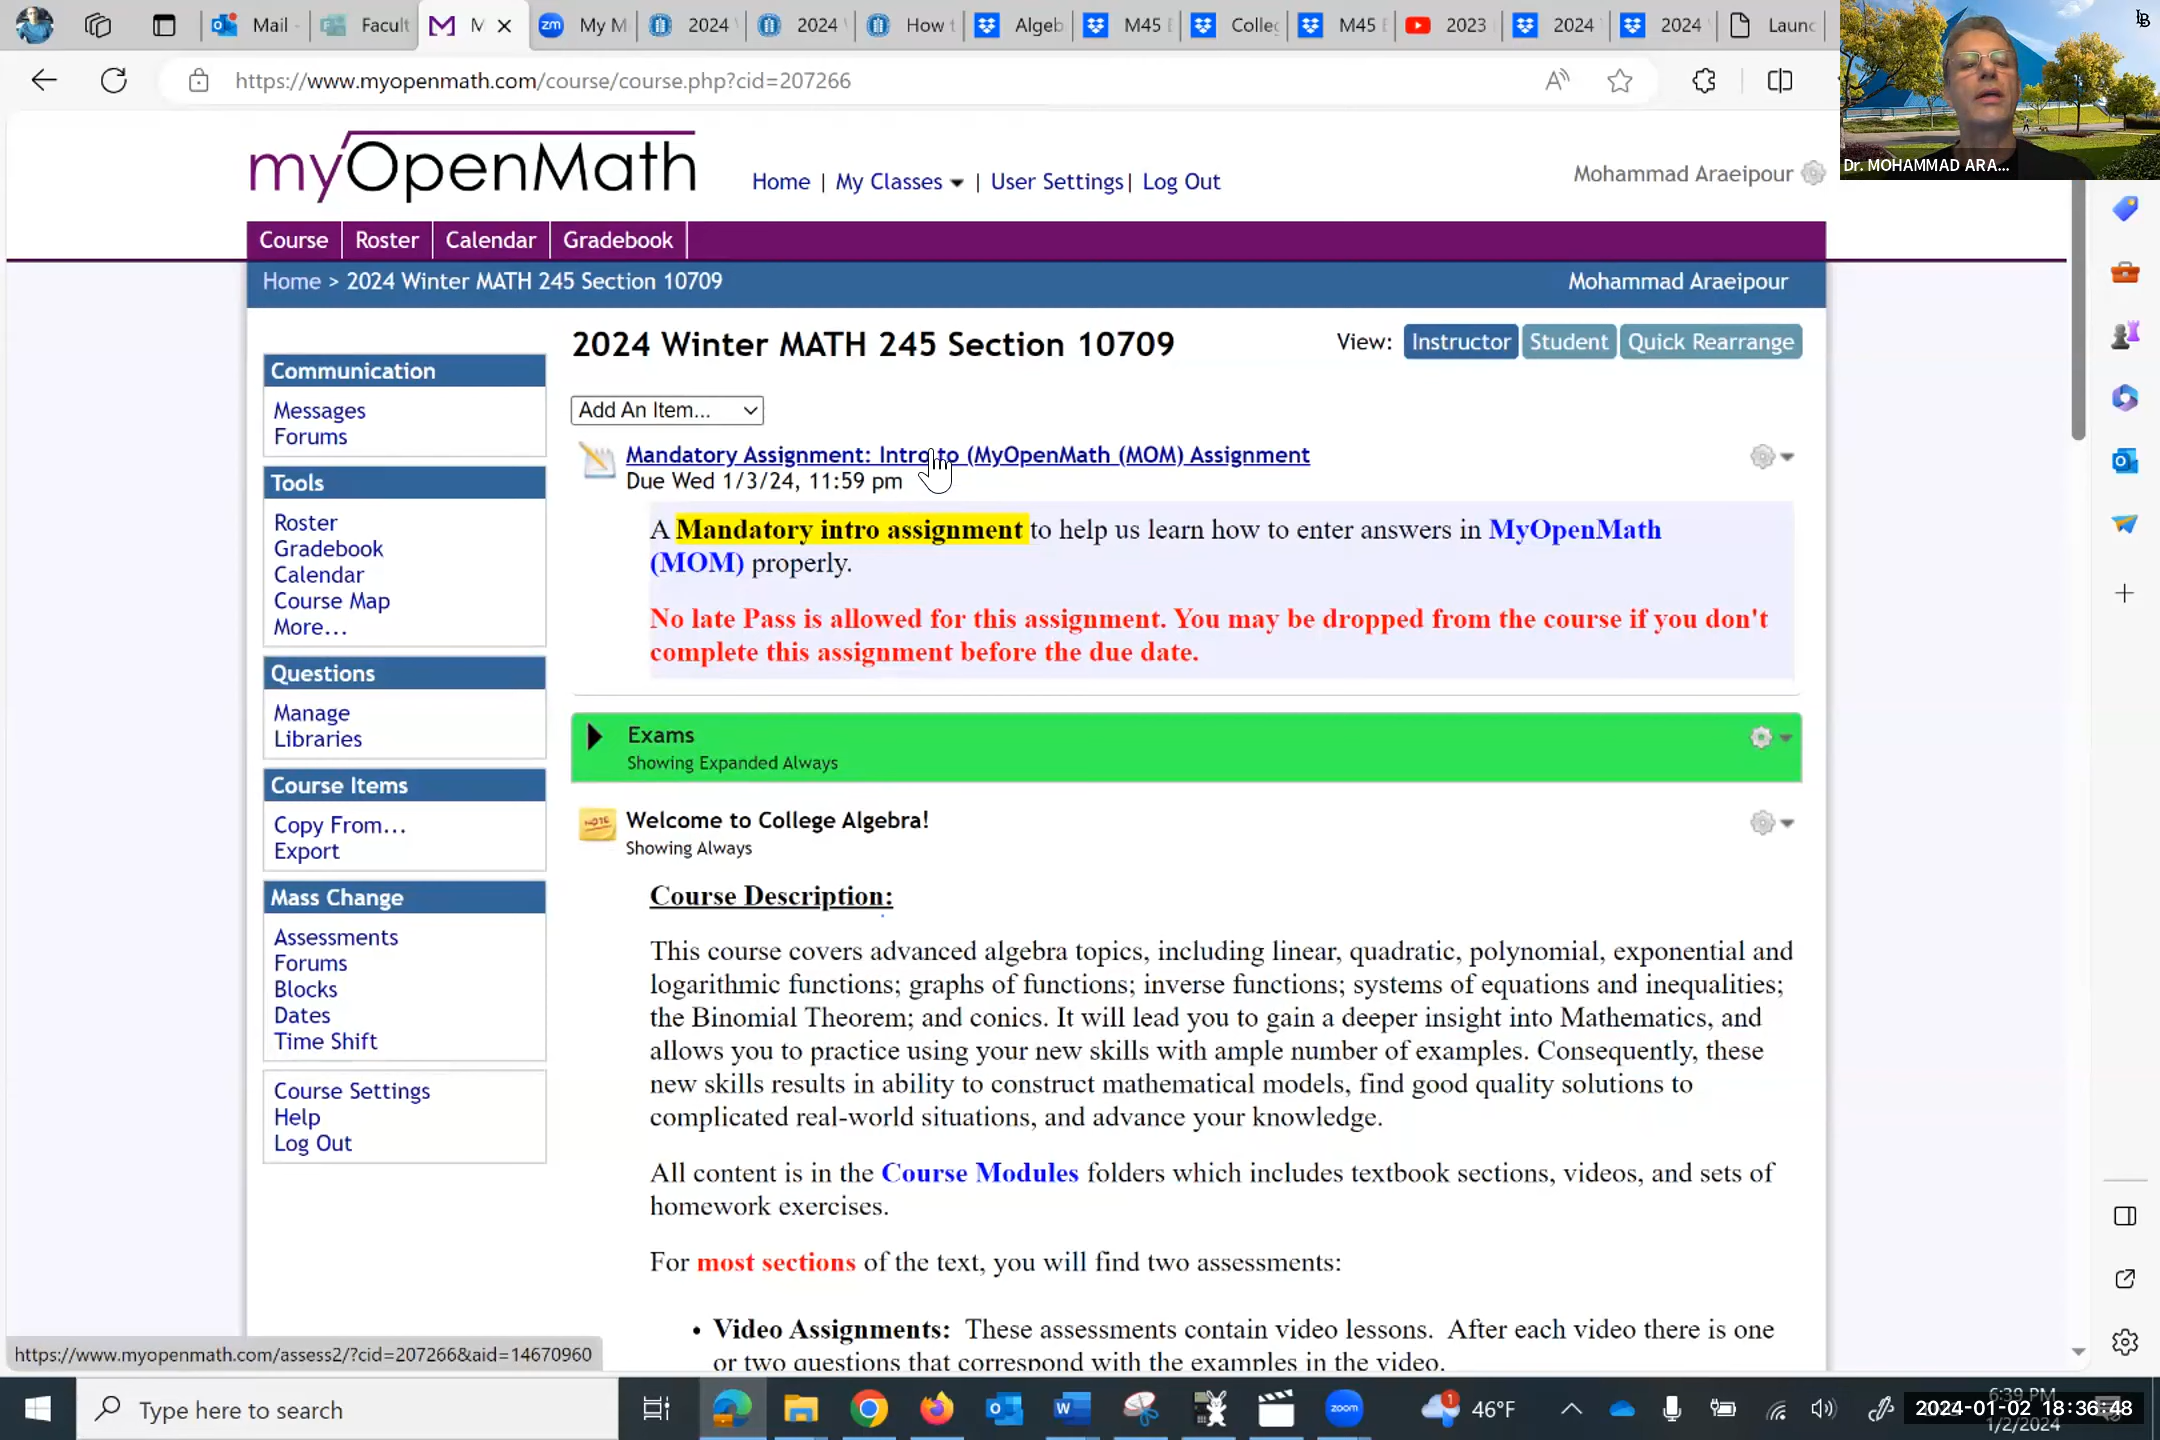 Mail
Facult
M
zm
My M
2024
2024
How t
Algeb
M45 E
Colleg
M45 E
2023
2024
2024
Launc
https://www.myopenmath.com/course/course.php?cid=207266
Dr. MOHAMMAD ARA...
myOpenMath
Home | My Classes | User Settings | Log Out
Mohammad Araeipour
Course
Roster
Calendar
Gradebook
Home > 2024 Winter MATH 245 Section 10709
Mohammad Araeipour
Communication
Messages
Forums
Tools
Roster
Gradebook
Calendar
Course Map
More...
Questions
Manage
Libraries
Course Items
Copy From...
Export
Mass Change
Assessments
Forums
Blocks
Dates
Time Shift
Course Settings
Help
Log Out
2024 Winter MATH 245 Section 10709
View: Instructor Student Quick Rearrange
Add An Item...
Mandatory Assignment: Intro to (MyOpenMath (MOM) Assignment
Due Wed 1/3/24, 11:59 pm
A Mandatory intro assignment to help us learn how to enter answers in MyOpenMath
(MOM) properly.
No late Pass is allowed for this assignment. You may be dropped from the course if you don't
complete this assignment before the due date.
Exams
Showing Expanded Always
NOTE
Welcome to College Algebra!
Showing Always
Course Description:
This course covers advanced algebra topics, including linear, quadratic, polynomial, exponential and
logarithmic functions; graphs of functions; inverse functions; systems of equations and inequalities;
the Binomial Theorem; and conics. It will lead you to gain a deeper insight into Mathematics, and
allows you to practice using your new skills with ample number of examples. Consequently, these
new skills results in ability to construct mathematical models, find good quality solutions to
complicated real-world situations, and advance your knowledge.
All content is in the Course Modules folders which includes textbook sections, videos, and sets of
homework exercises.
For most sections of the text, you will find two assessments:
• Video Assignments: These assessments contain video lessons. After each video there is one
or two questions that correspond with the examples in the video.
https://www.myopenmath.com/assess2/?cid=207266&aid=14670960
Type here to search
zoom
1
46°F
6:39 PM
2024-01-02 18:36:48
1/2/2024